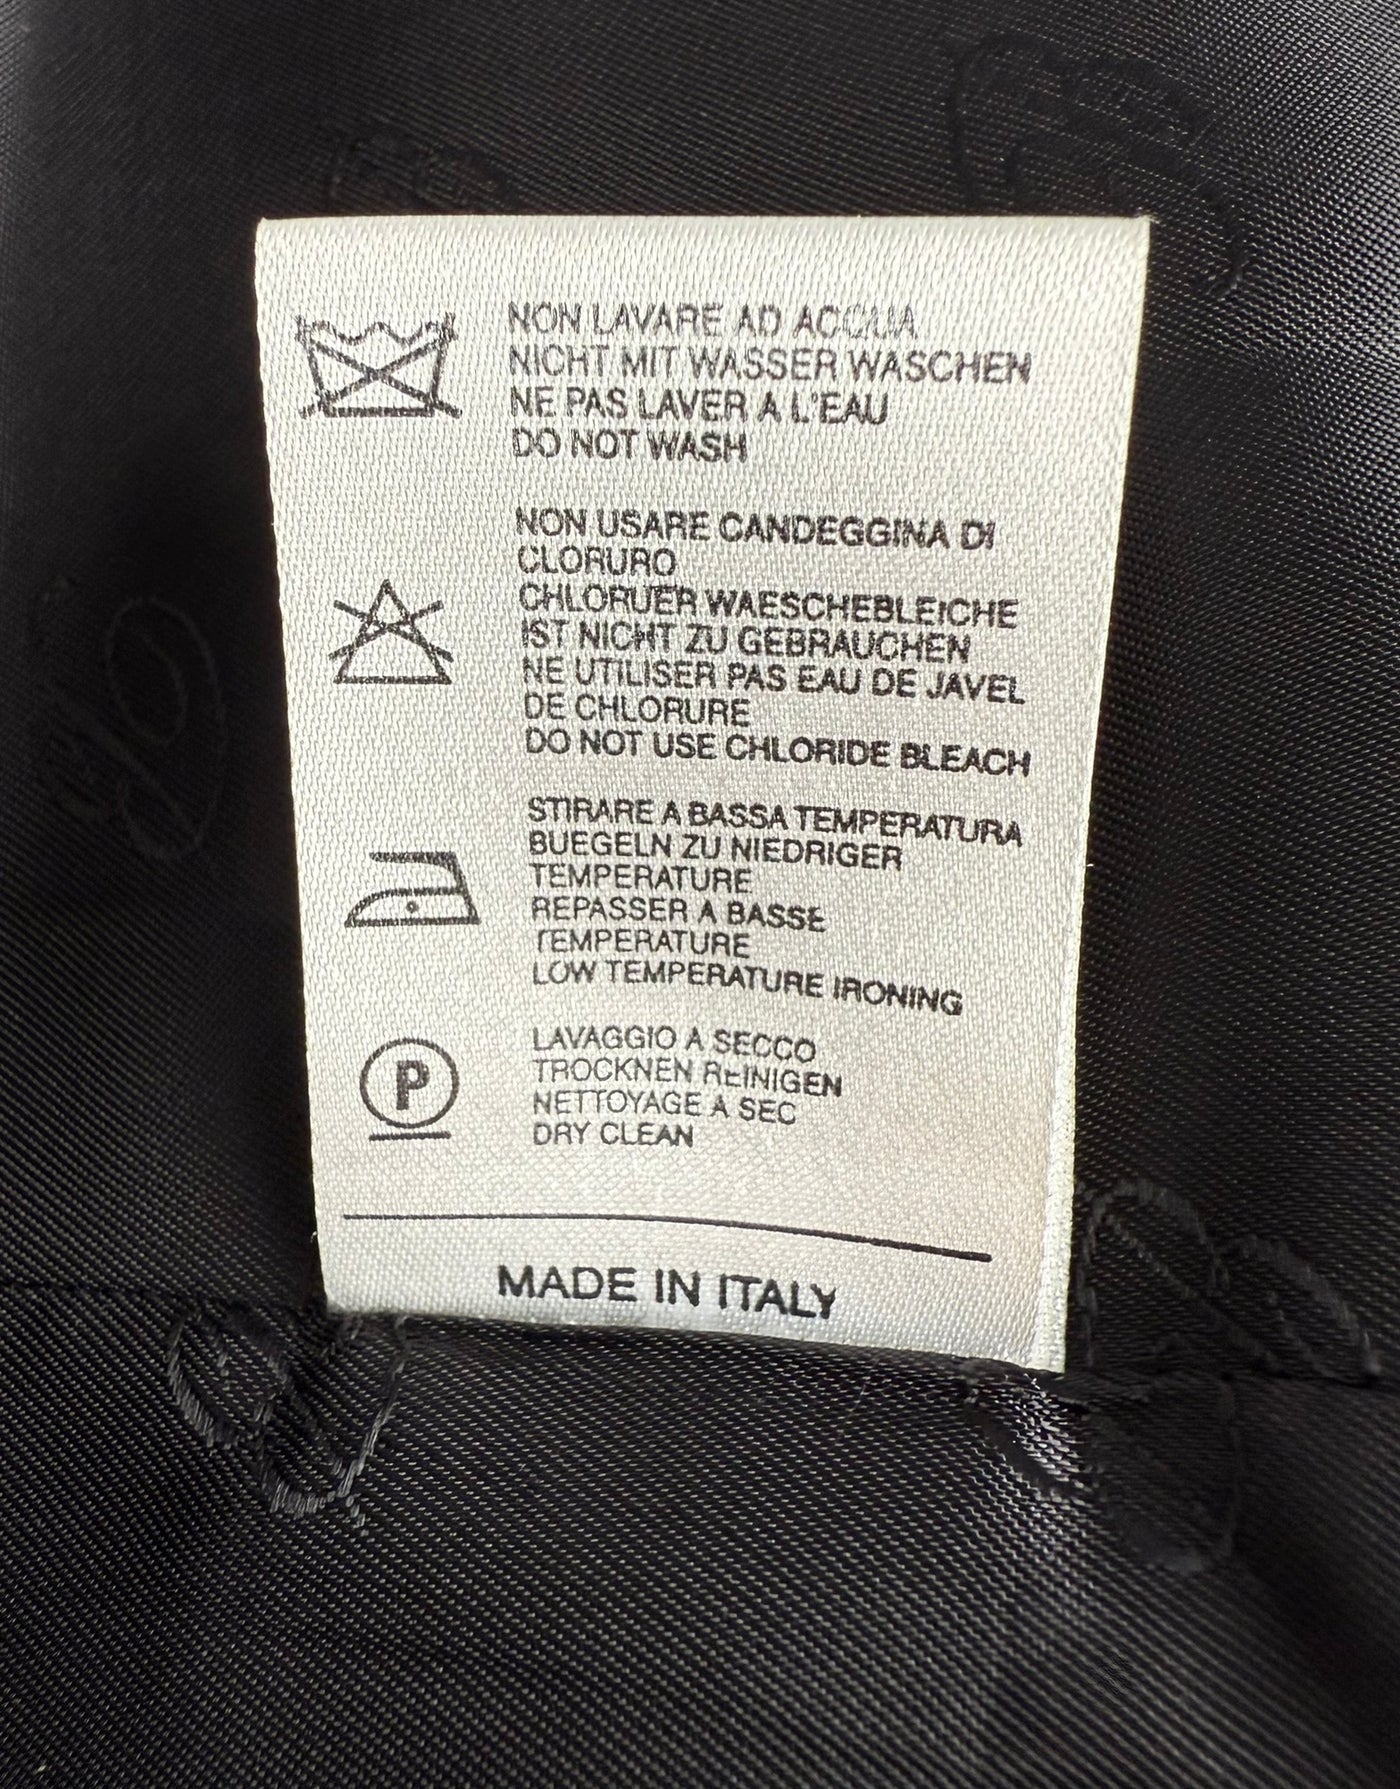 NON LAVARE AD ACQUA
NICHT MIT WASSER WASCHEN
NE PAS LAVER A L'EAU
DO NOT WASH
NON USARE CANDEGGINA DI
CLORURO
CHLORUER WAESCHEBLEICHE
IST NICHT ZU GEBRAUCHEN
NE UTILISER PAS EAU DE JAVEL
DE CHLORURE
DO NOT USE CHLORIDE BLEACH
STIRARE A BASSA TEMPERATURA
BUEGELN ZU NIEDRIGER
TEMPERATURE
REPASSER A BASSE
TEMPERATURE
LOW TEMPERATURE IRONING
P
LAVAGGIO A SECCO
TROCKNEN REINIGEN
NETTOYAGE A SEC
DRY CLEAN
MADE IN ITALY